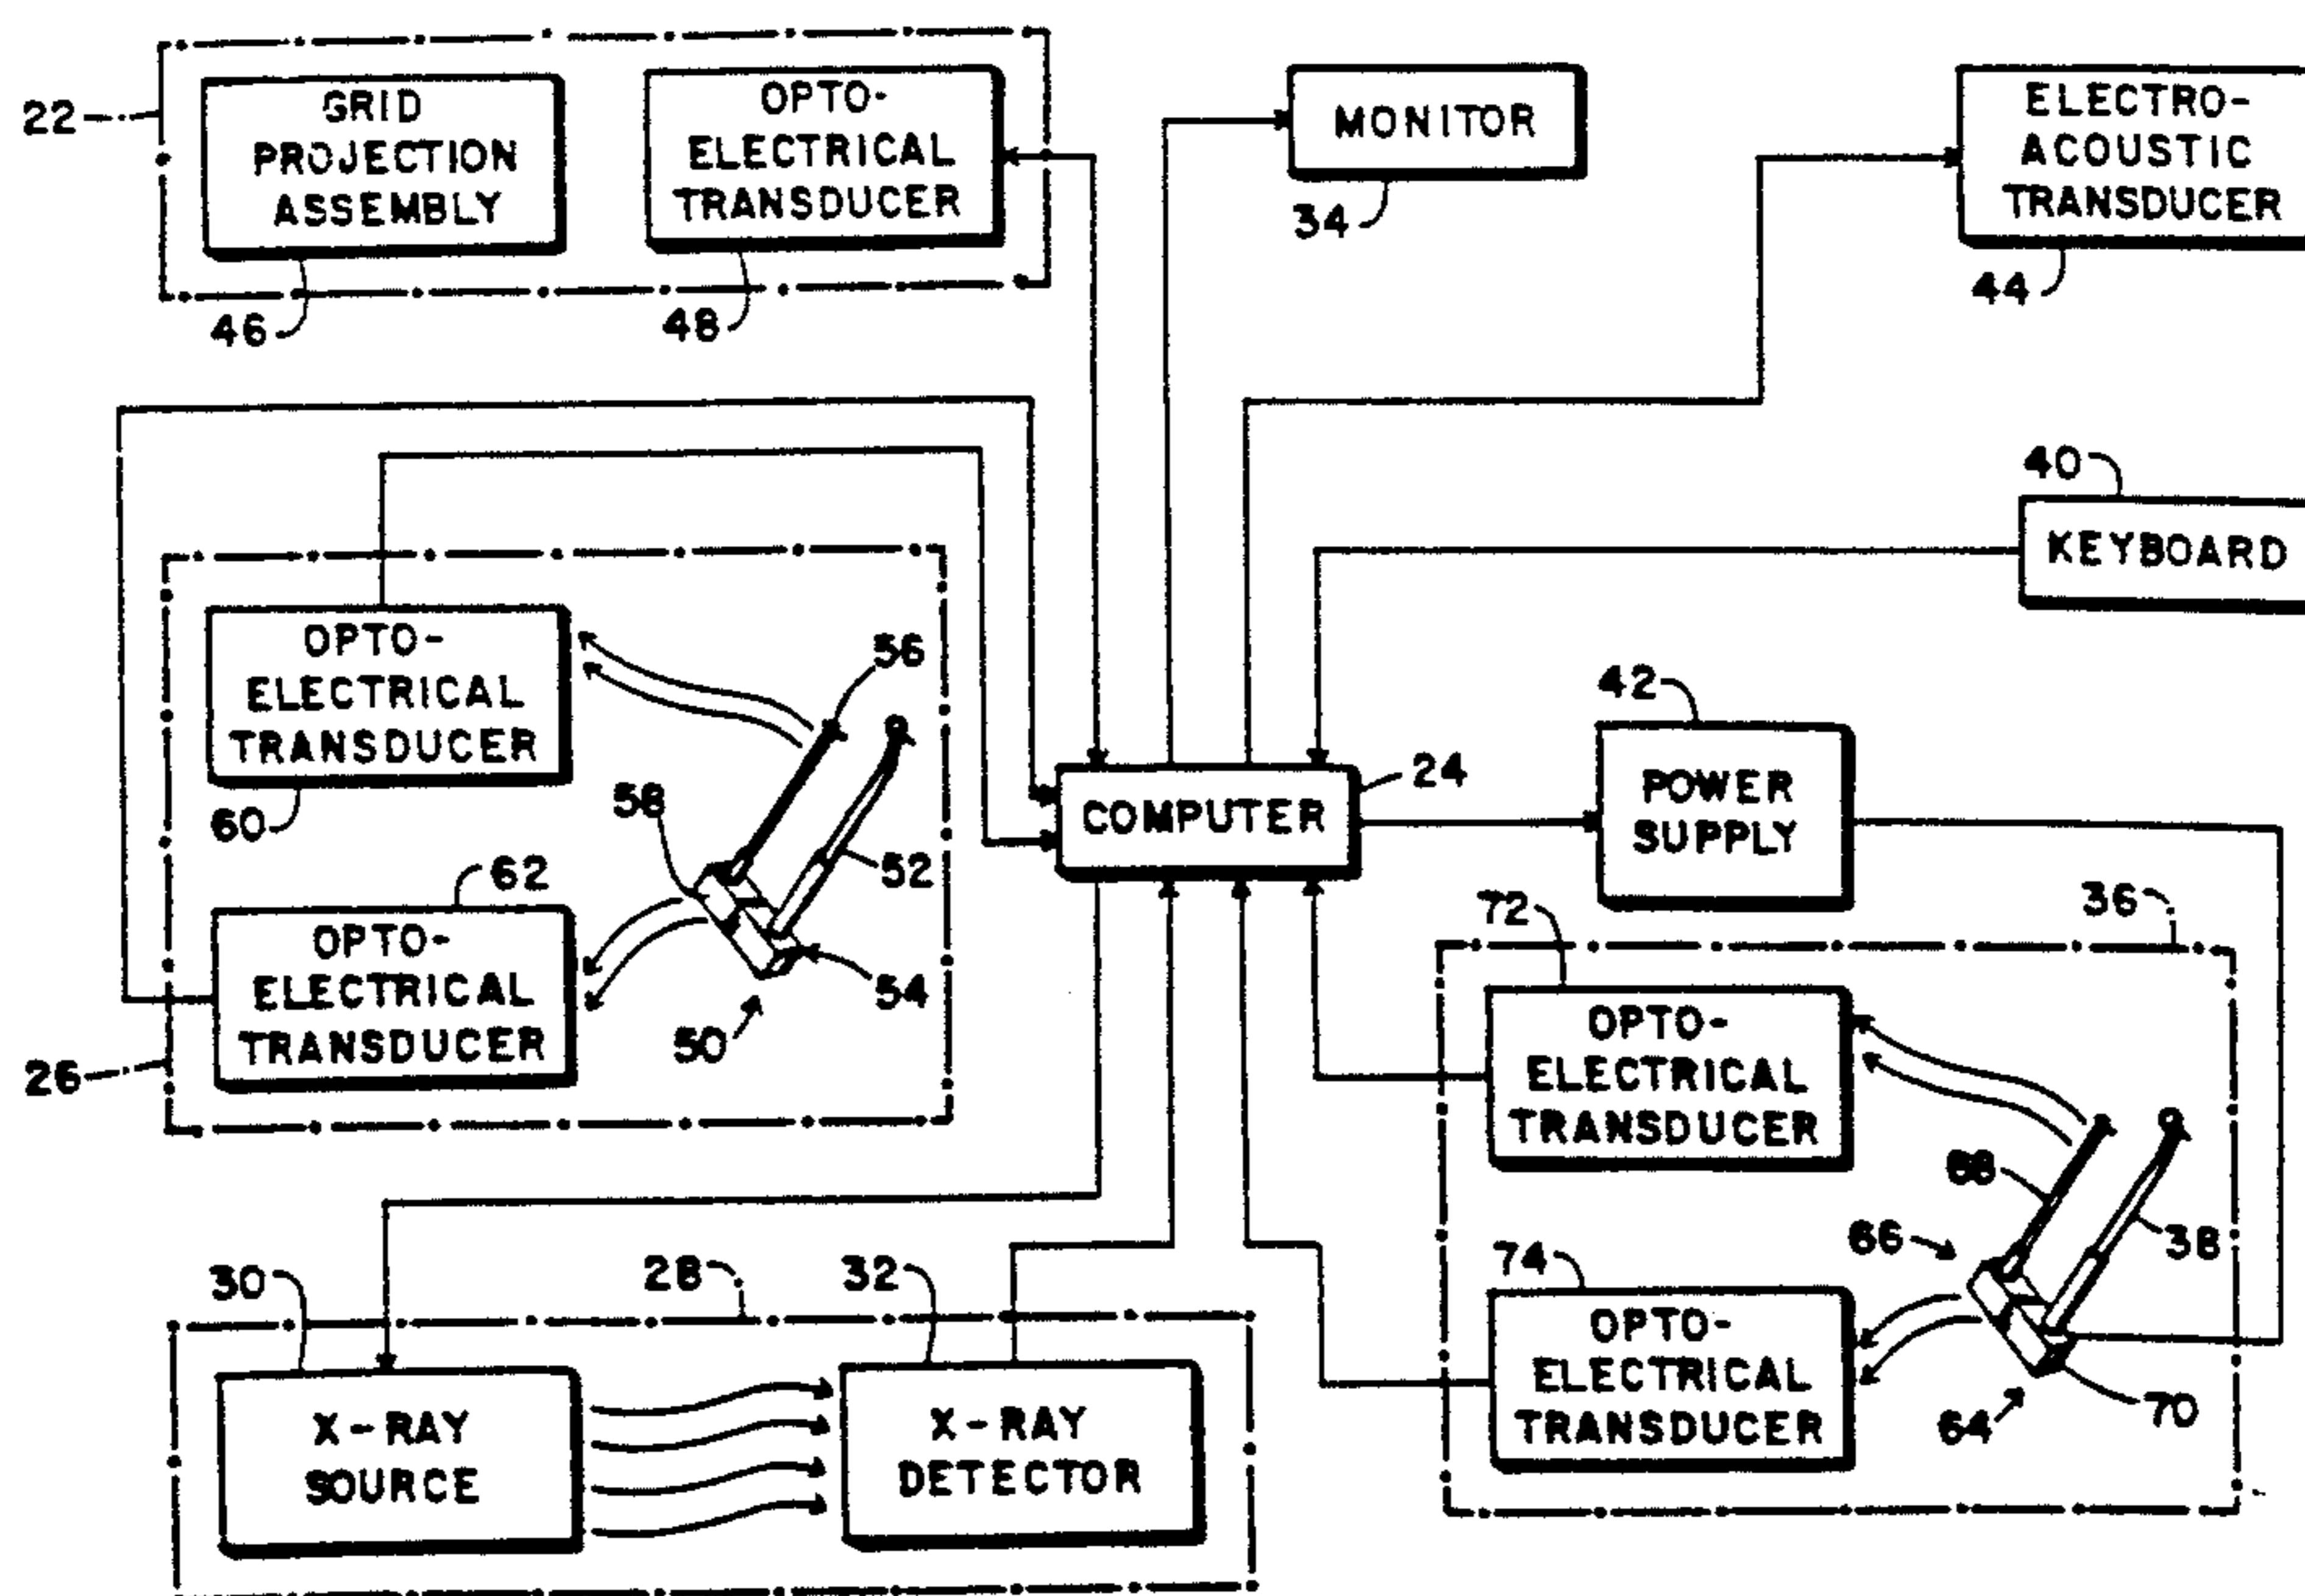 22
GRID
PROJECTION
ASSEMBLY
46
OPTO-
ELECTRICAL
TRANSDUCER
48
MONITOR
34
ELECTRO-
ACOUSTIC
TRANSDUCER
44
40
KEYBOARD
OPTO-
ELECTRICAL
TRANSDUCER
60
56
58
52
54
50
62
OPTO-
ELECTRICAL
TRANSDUCER
26
COMPUTER
24
42
POWER
SUPPLY
36
72
OPTO-
ELECTRICAL
TRANSDUCER
68
66
38
74
OPTO-
ELECTRICAL
TRANSDUCER
64
70
30
28
32
X-RAY
SOURCE
X-RAY
DETECTOR